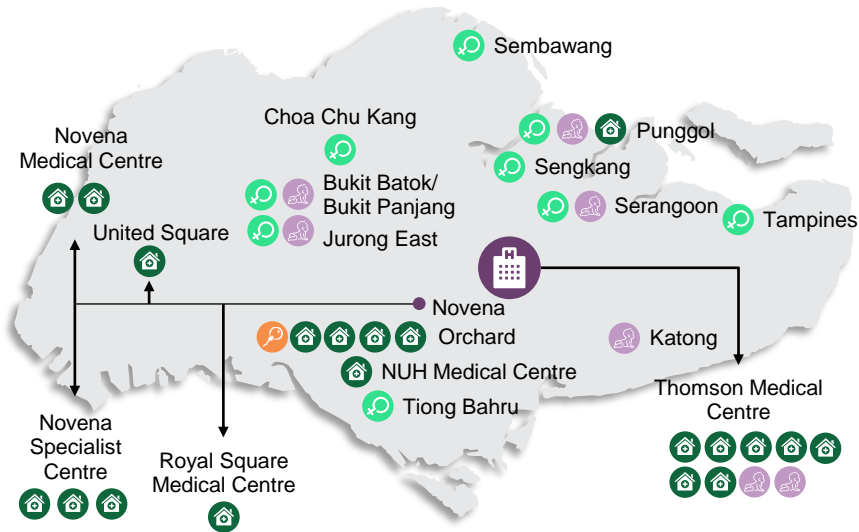 Sembawang
Choa Chu Kang
Punggol
Novena
Medical Centre
Sengkang
Bukit Batok/
Bukit Panjang
Serangoon
Tampines
United Square
Jurong East
H
Novena
Orchard
Katong
NUH Medical Centre
Thomson Medical
Centre
Tiong Bahru
Novena
Specialist
Centre
Royal Square
Medical Centre